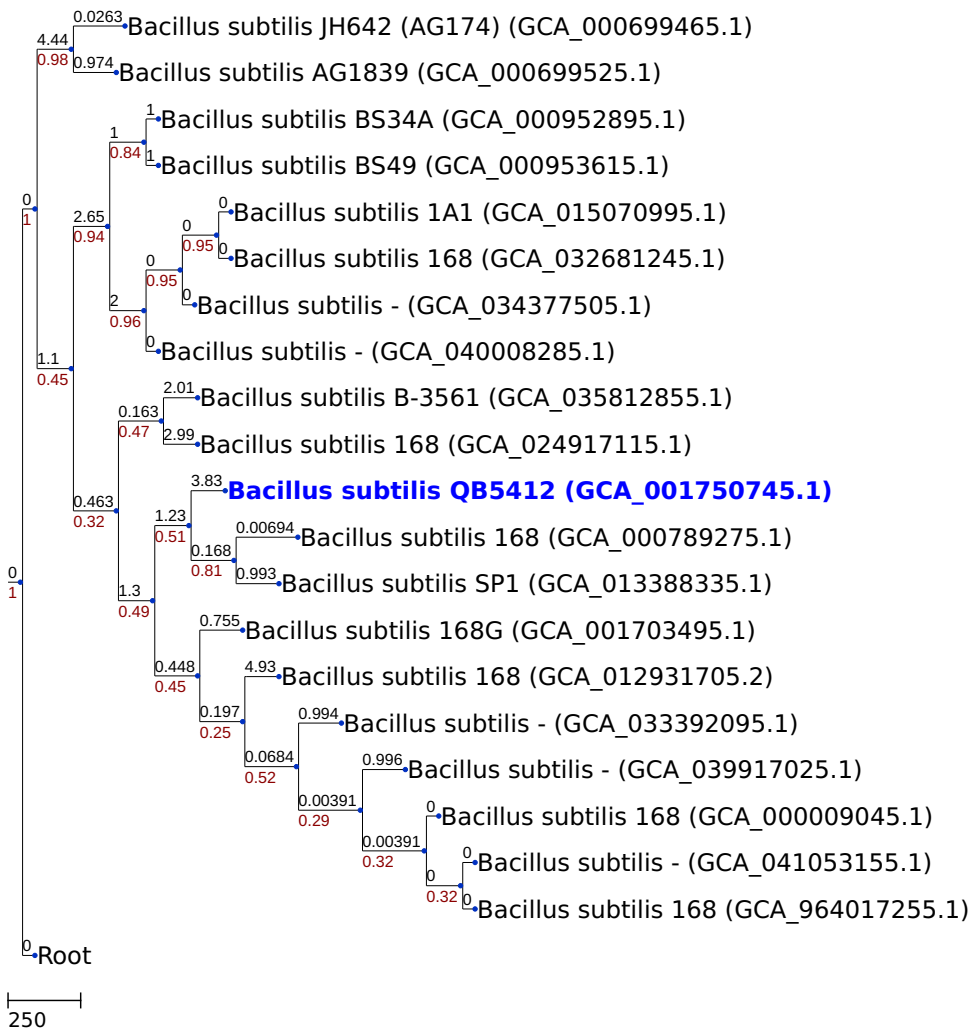 0.0263
Bacillus subtilis JH642 (AG174) (GCA_000699465.1)
4.44
0.98
0.974
Bacillus subtilis AG1839 (GCA_000699525.1)
1
Bacillus subtilis BS34A (GCA_000952895.1)
1
0.84
1
Bacillus subtilis BS49 (GCA_000953615.1)
0
1
0
Bacillus subtilis 1A1 (GCA_015070995.1)
2.65
0.94
0
0.95
0
Bacillus subtilis 168 (GCA_032681245.1)
0
0.95
0
Bacillus subtilis - (GCA_034377505.1)
2
0.96
0
Bacillus subtilis - (GCA_040008285.1)
1.1
0.45
2.01
Bacillus subtilis B-3561 (GCA_035812855.1)
0.163
0.47
2.99
Bacillus subtilis 168 (GCA_024917115.1)
3.83
Bacillus subtilis QB5412 (GCA_001750745.1)
0.463
0.32
1.23
0.51
0.00694
Bacillus subtilis 168 (GCA_000789275.1)
0.168
0.81
0.993
Bacillus subtilis SP1 (GCA_013388335.1)
0
1
1.3
0.49
0.755
Bacillus subtilis 168G (GCA_001703495.1)
0.448
0.45
4.93
Bacillus subtilis 168 (GCA_012931705.2)
0.197
0.25
0.994
Bacillus subtilis - (GCA_033392095.1)
0.0684
0.52
0.996
Bacillus subtilis - (GCA_039917025.1)
0.00391
0.29
0
Bacillus subtilis 168 (GCA_000009045.1)
0.00391
0.32
0
Bacillus subtilis - (GCA_041053155.1)
0
0.32
0
Bacillus subtilis 168 (GCA_964017255.1)
0
Root
250